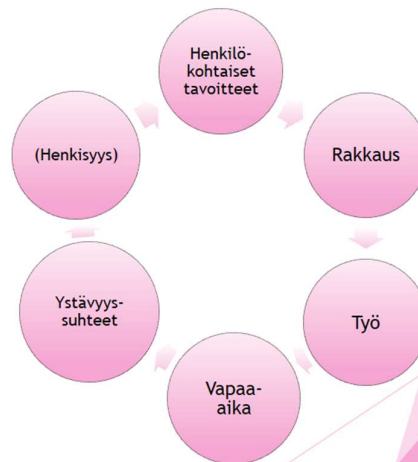 Henkilö-
kohtaiset
tavoitteet
Rakkaus
Työ
Vapaa-
aika
Ystävyys-
suhteet
(Henkisyys)